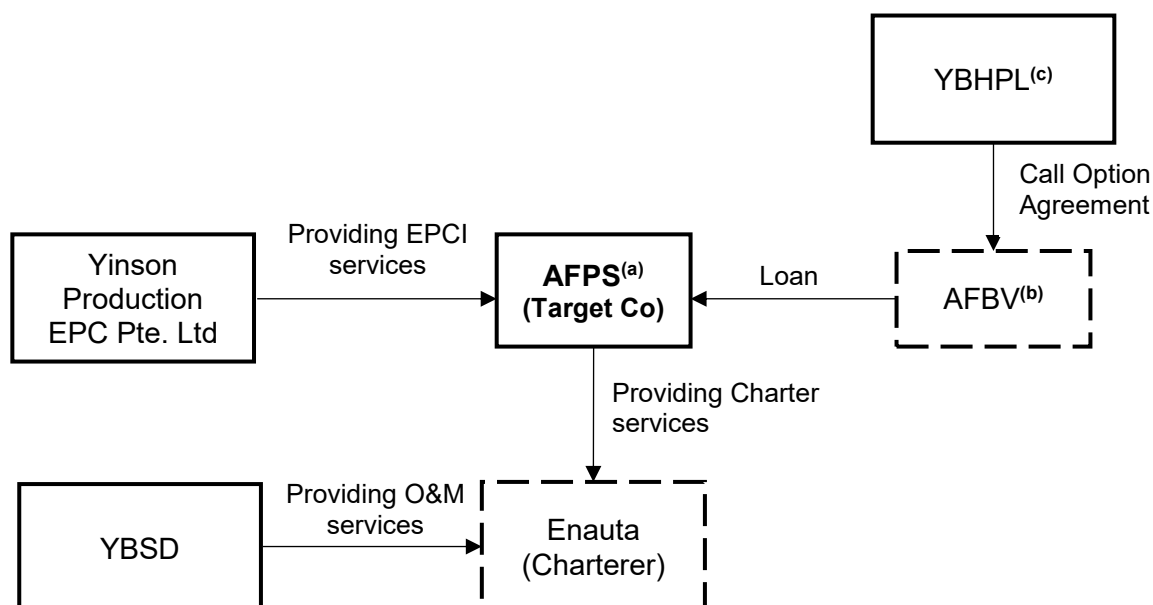 YBHPL(c)
Call Option
Agreement
Providing EPCI
services
Yinson
Production
EPC Pte. Ltd
AFPS(a)
(Target Co)
Loan
AFBV(b)
Providing Charter
services
Providing O&M
services
YBSD
Enauta
(Charterer)